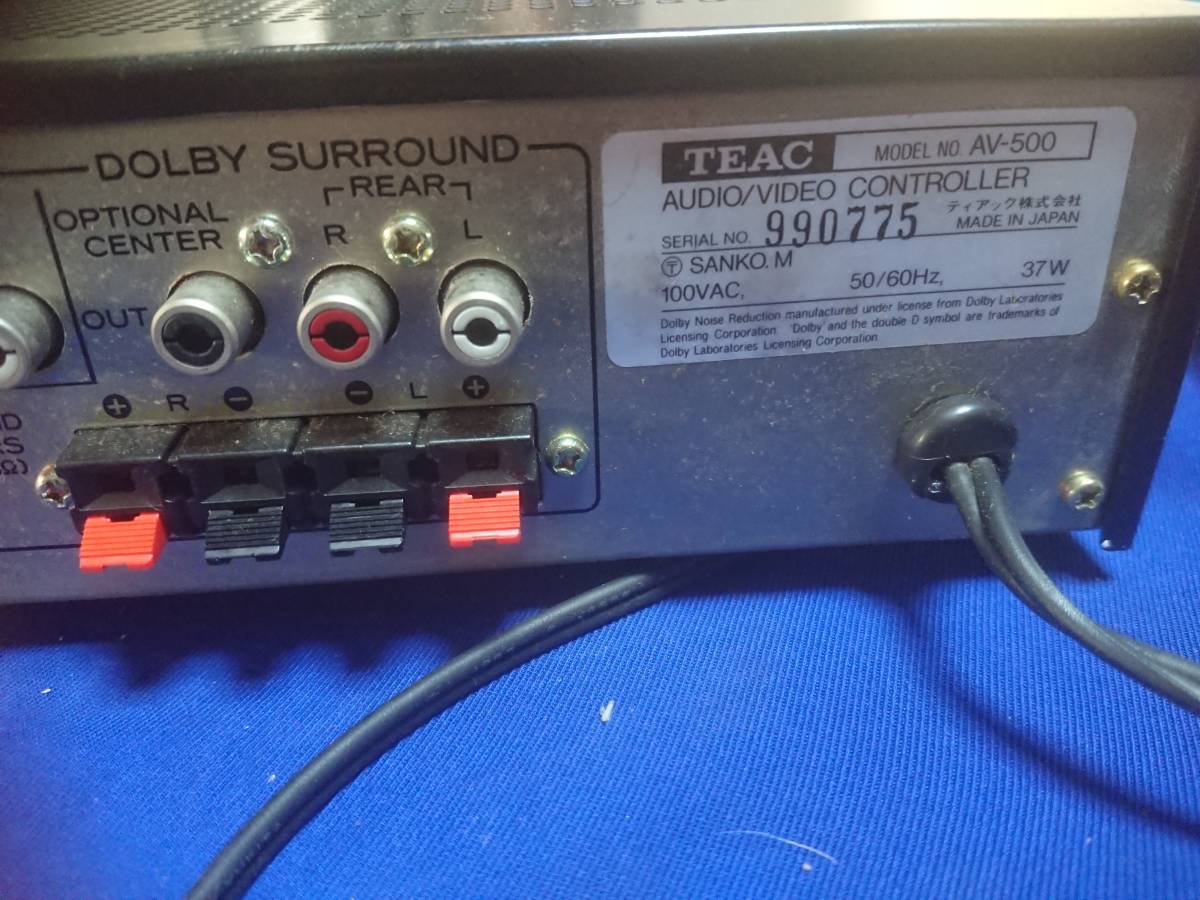 DOLBY SURROUND
OPTIONAL
CENTER
REAR
R L
OUT
⊕ R ⊖ ⊖ L ⊕
Ω)
TEAC MODEL NO. AV-500
AUDIO/VIDEO CONTROLLER
ティアック株式会社
SERIAL NO. 990775 MADE IN JAPAN
〒 SANKO. M
100VAC, 50/60Hz, 37W
Dolby Noise Reduction manufactured under license from Dolby Laboratories
Licensing Corporation. 'Dolby' and the double D symbol are trademarks of
Dolby Laboratories Licensing Corporation